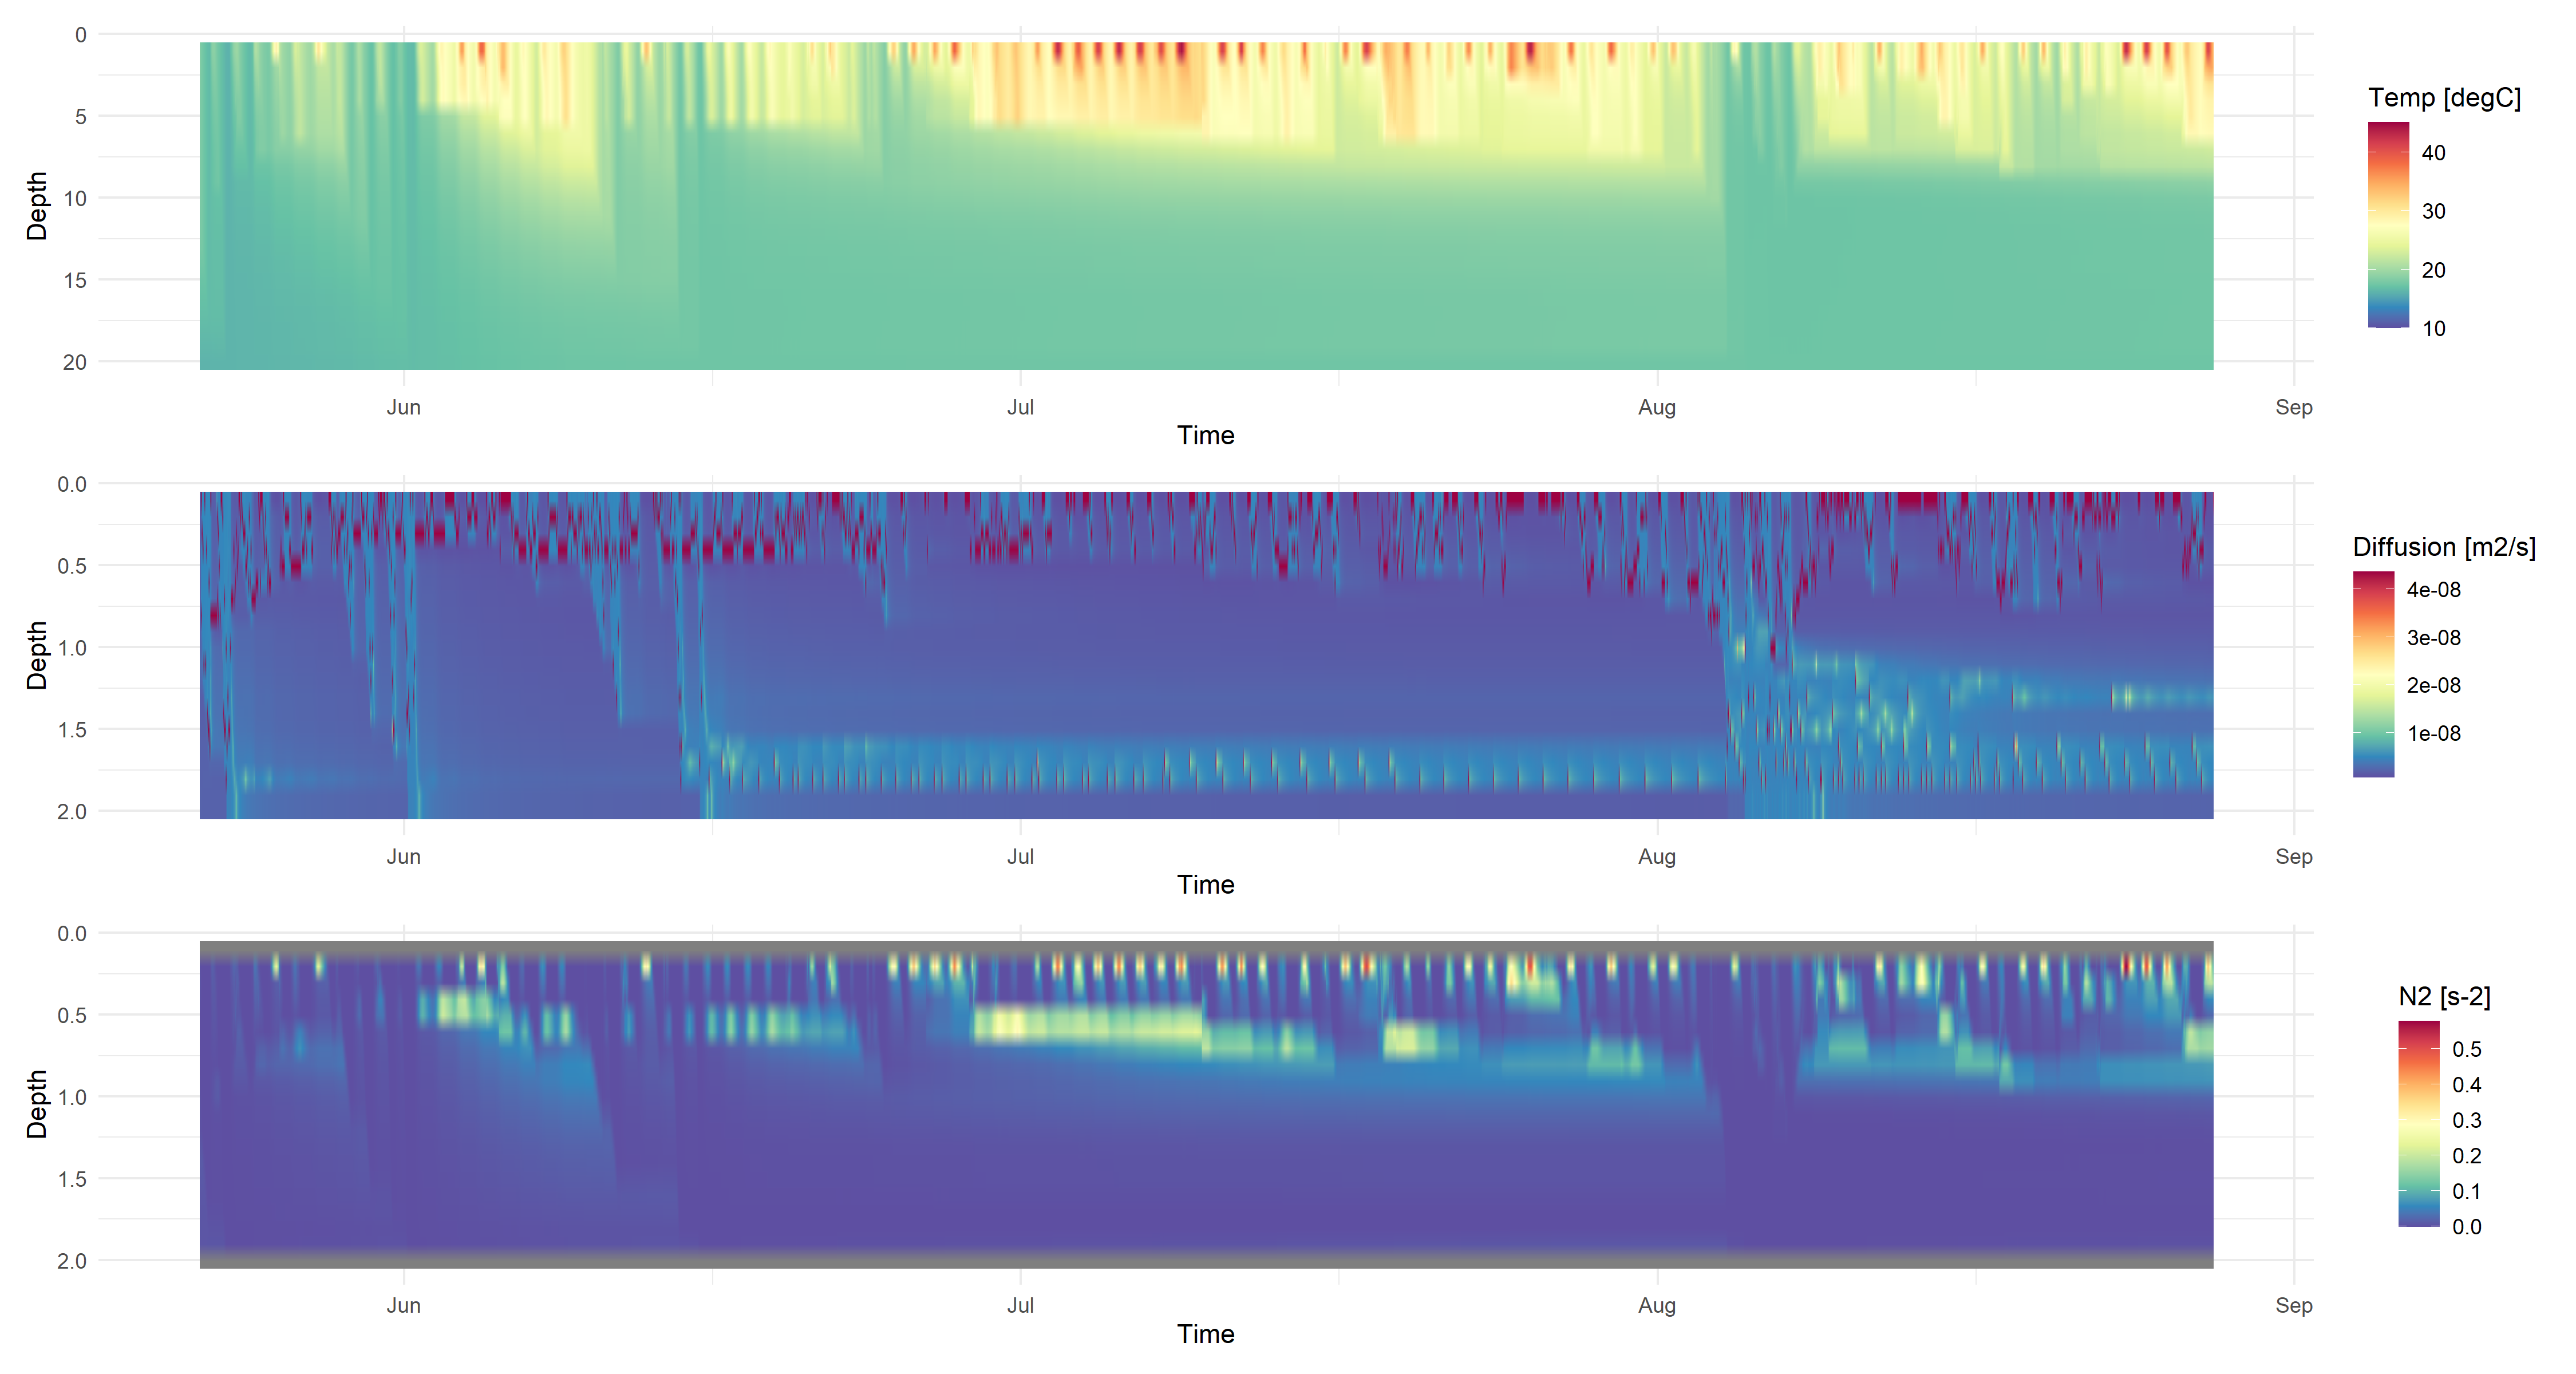 0
5
10
15
20
Depth
Jun
Jul
Aug
Sep
Time
Temp [degC]
40
30
20
10
0.0
0.5
1.0
1.5
2.0
Depth
Jun
Jul
Aug
Sep
Time
Diffusion [m2/s]
4e-08
3e-08
2e-08
1e-08
0.0
0.5
1.0
1.5
2.0
Depth
Jun
Jul
Aug
Sep
Time
N2 [s-2]
0.5
0.4
0.3
0.2
0.1
0.0